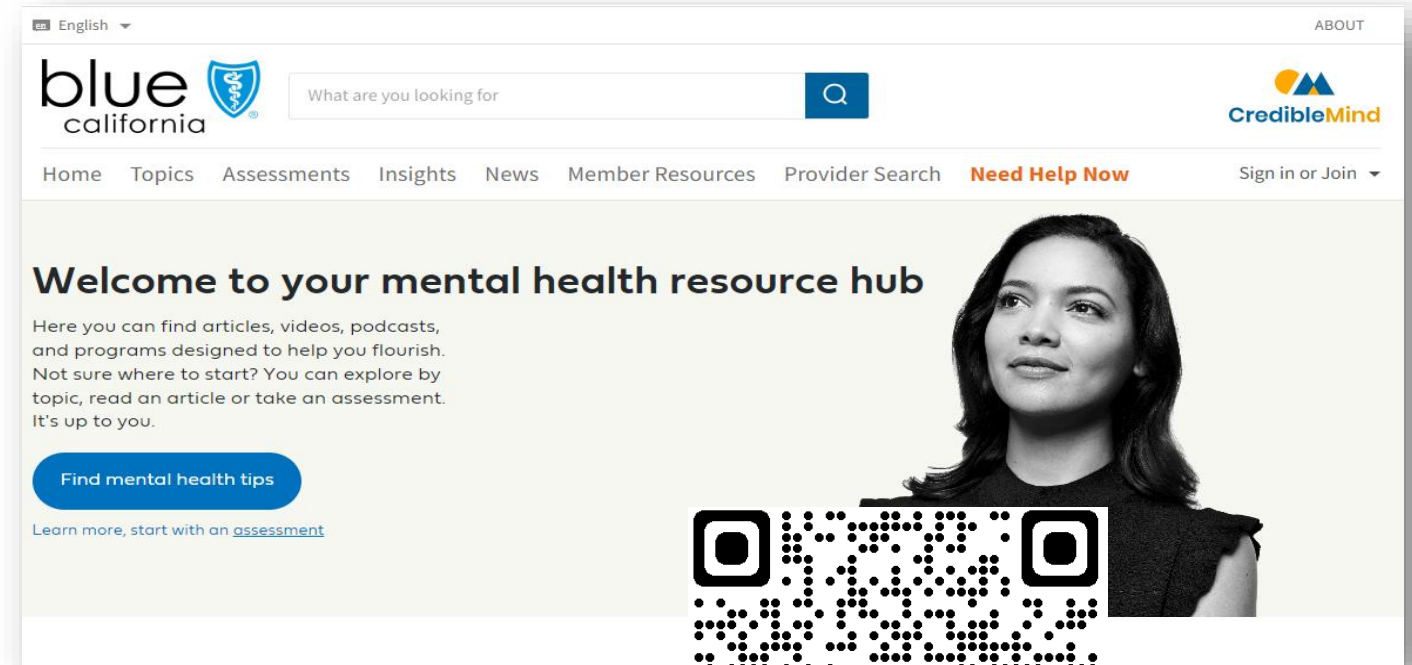 en English
ABOUT
blue
california
What are you looking for
CredibleMind
Home Topics Assessments Insights News Member Resources Provider Search Need Help Now Sign in or Join
Welcome to your mental health resource hub
Here you can find articles, videos, podcasts,
and programs designed to help you flourish.
Not sure where to start? You can explore by
topic, read an article or take an assessment.
It's up to you.
Find mental health tips
Learn more, start with an assessment